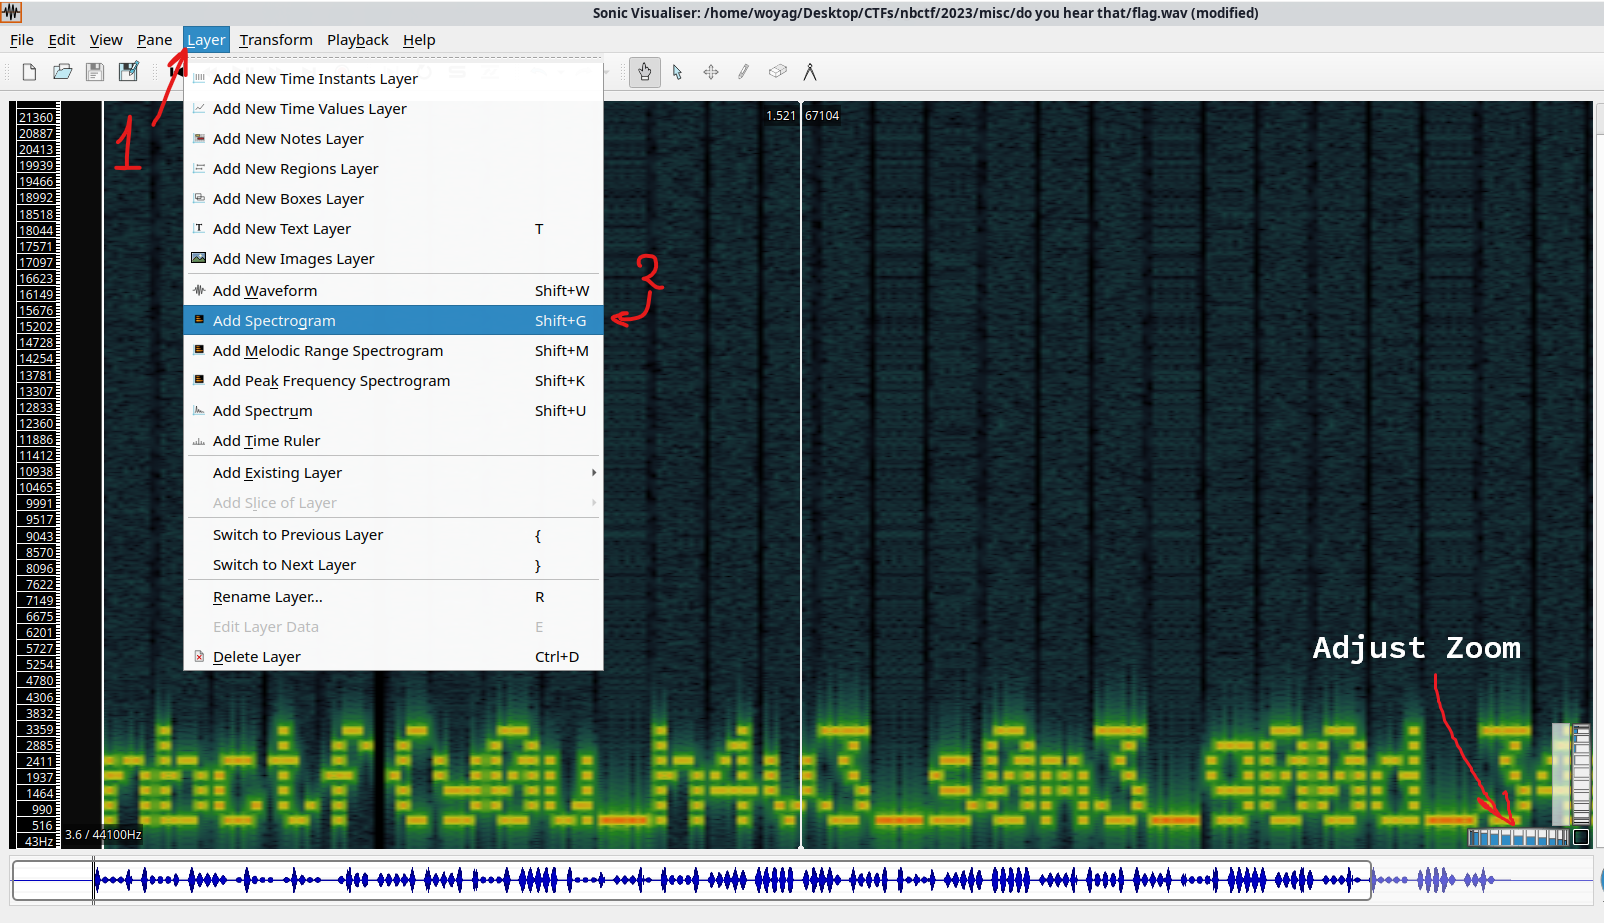 Sonic Visualiser: /home/woyag/Desktop/CTFs/nbctf/2023/misc/do you hear that/flag.wav (modified)
File Edit View Pane Layer Transform Playback Help
1
2
Add New Time Instants Layer
Add New Time Values Layer
Add New Notes Layer
Add New Regions Layer
Add New Boxes Layer
Add New Text Layer T
Add New Images Layer
Add Waveform Shift+W
Add Spectrogram Shift+G
Add Melodic Range Spectrogram Shift+M
Add Peak Frequency Spectrogram Shift+K
Add Spectrum Shift+U
Add Time Ruler
Add Existing Layer
Add Slice of Layer
Switch to Previous Layer {
Switch to Next Layer }
Rename Layer... R
Edit Layer Data E
Delete Layer Ctrl+D
1.521 67104
21360
20887
20413
19939
19466
18992
18518
18044
17571
17097
16623
16149
15676
15202
14728
14254
13781
13307
12833
12360
11886
11412
10938
10465
9991
9517
9043
8570
8096
7622
7149
6675
6201
5727
5254
4780
4306
3832
3359
2885
2411
1937
1464
990
516
43Hz
3.6 / 44100Hz
Adjust Zoom